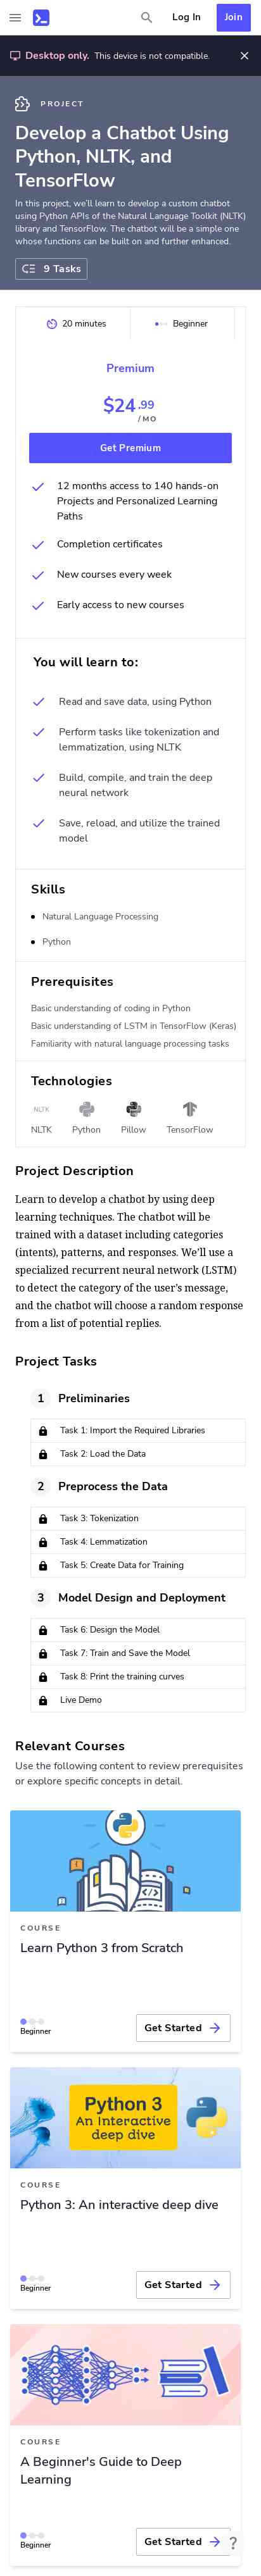 Log In
Join
Desktop only. This device is not compatible.
PROJECT
Develop a Chatbot Using
Python, NLTK, and
TensorFlow
In this project, we'll learn to develop a custom chatbot
using Python APIs of the Natural Language Toolkit (NLTK)
library and TensorFlow. The chatbot will be a simple one
whose functions can be built on and further enhanced.
9 Tasks
20 minutes
Beginner
Premium
$24.99
/MO
Get Premium
12 months access to 140 hands-on
Projects and Personalized Learning
Paths
Completion certificates
New courses every week
Early access to new courses
You will learn to:
Read and save data, using Python
Perform tasks like tokenization and
lemmatization, using NLTK
Build, compile, and train the deep
neural network
Save, reload, and utilize the trained
model
Skills
Natural Language Processing
Python
Prerequisites
Basic understanding of coding in Python
Basic understanding of LSTM in TensorFlow (Keras)
Familiarity with natural language processing tasks
Technologies
NLTK
NLTK
Python
Pillow
TensorFlow
Project Description
Learn to develop a chatbot by using deep
learning techniques. The chatbot will be
trained with a dataset including categories
(intents), patterns, and responses. We'll use a
specialized recurrent neural network (LSTM)
to detect the category of the user's message,
and the chatbot will choose a random response
from a list of potential replies.
Project Tasks
1 Preliminaries
Task 1: Import the Required Libraries
Task 2: Load the Data
2 Preprocess the Data
Task 3: Tokenization
Task 4: Lemmatization
Task 5: Create Data for Training
3 Model Design and Deployment
Task 6: Design the Model
Task 7: Train and Save the Model
Task 8: Print the training curves
Live Demo
Relevant Courses
Use the following content to review prerequisites
or explore specific concepts in detail.
COURSE
Learn Python 3 from Scratch
Beginner
Get Started
Python 3
An interactive
deep dive
COURSE
Python 3: An interactive deep dive
Beginner
Get Started
COURSE
A Beginner's Guide to Deep
Learning
Beginner
Get Started
?